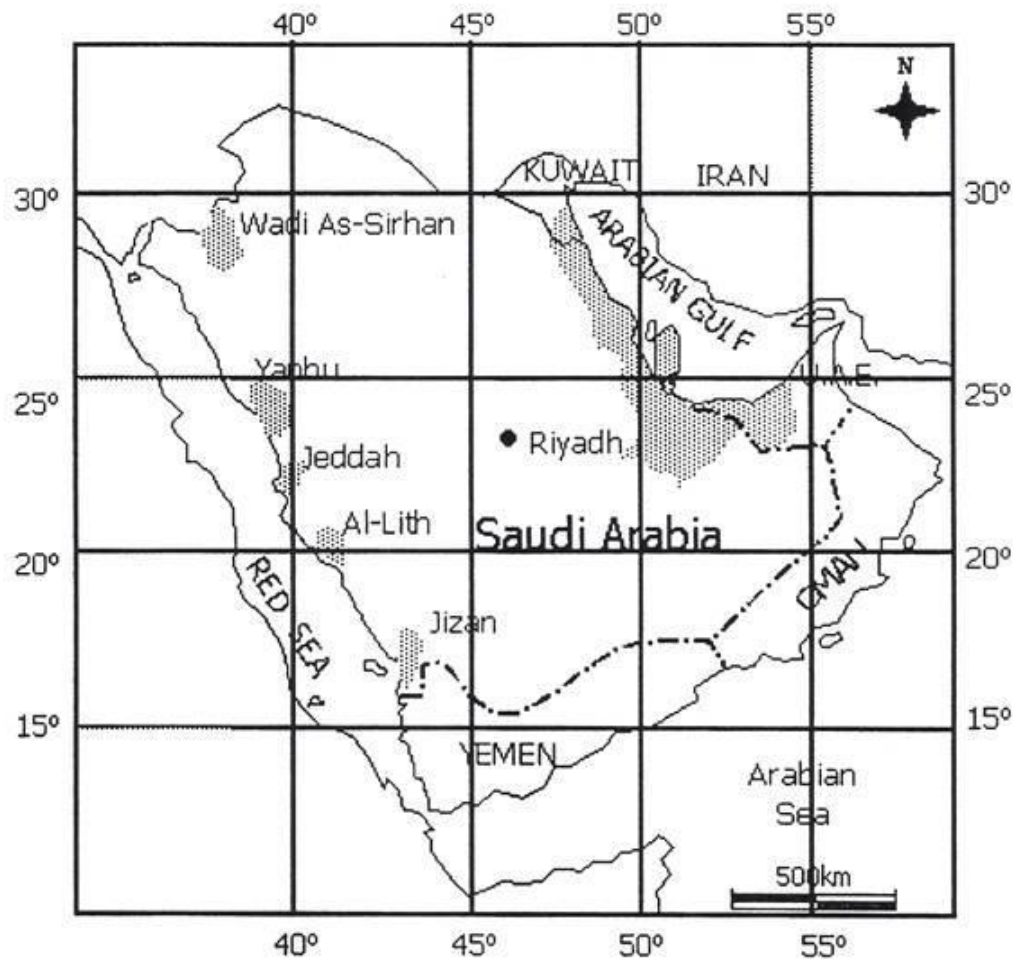 40º 45º 50º 55º
N
KUWAIT IRAN
30º 30º
Wadi As-Sirhan
ARABIAN GULF
Yanbu
25º 25º
Riyadh
Jeddah
Al-Lith
Saudi Arabia
20º 20º
OMAN
RED SEA
Jizan
15º 15º
YEMEN
Arabian
Sea
500km
40º 45º 50º 55º